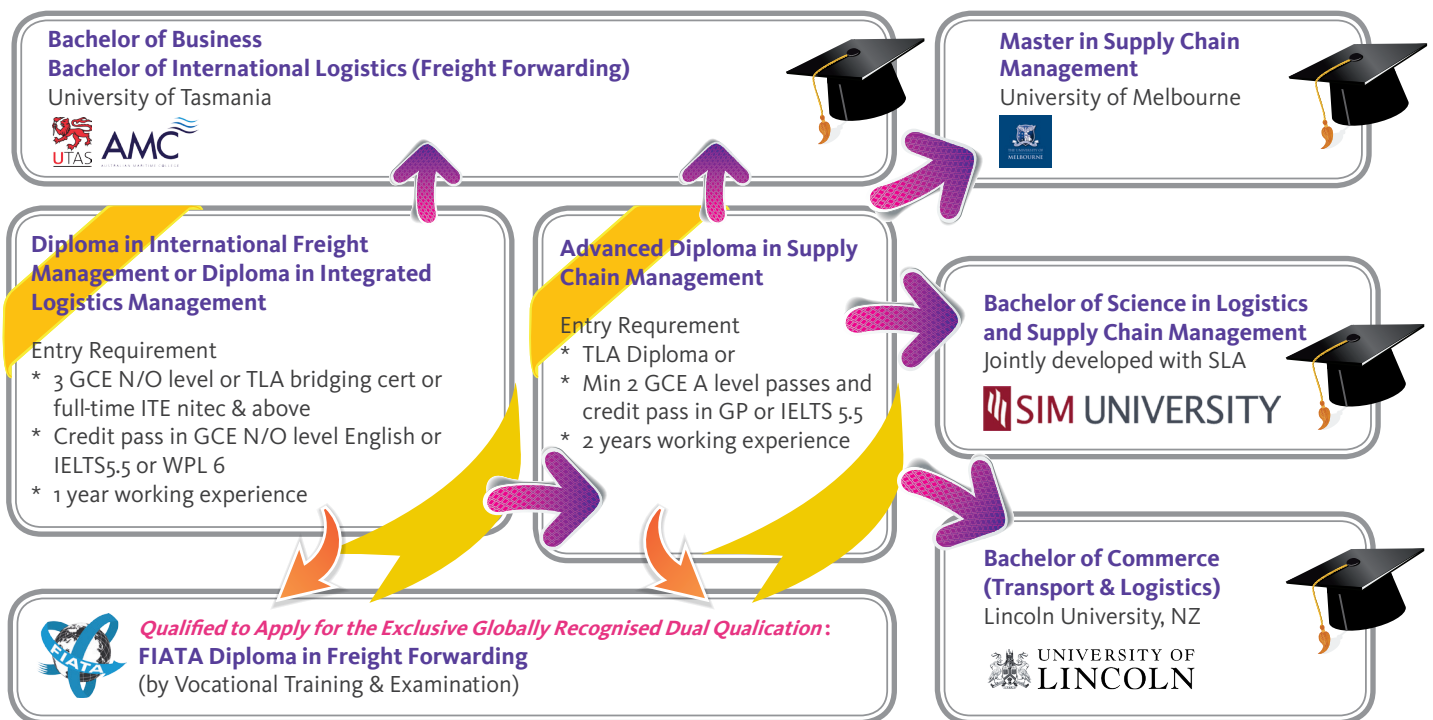 Bachelor of Business
Bachelor of International Logistics (Freight Forwarding)
University of Tasmania
UTAS
AMC
Master in Supply Chain
Management
University of Melbourne
THE UNIVERSITY OF
MELBOURNE
Diploma in International Freight
Management or Diploma in Integrated
Logistics Management
Entry Requirement
* 3 GCE N/O level or TLA bridging cert or
full-time ITE nitec & above
* Credit pass in GCE N/O level English or
IELTS5.5 or WPL 6
* 1 year working experience
Advanced Diploma in Supply
Chain Management
Entry Requrement
* TLA Diploma or
* Min 2 GCE A level passes and
credit pass in GP or IELTS 5.5
* 2 years working experience
Bachelor of Science in Logistics
and Supply Chain Management
Jointly developed with SLA
SIM UNIVERSITY
Bachelor of Commerce
(Transport & Logistics)
Lincoln University, NZ
UNIVERSITY OF
LINCOLN
FIATA
Qualified to Apply for the Exclusive Globally Recognised Dual Qualication:
FIATA Diploma in Freight Forwarding
(by Vocational Training & Examination)